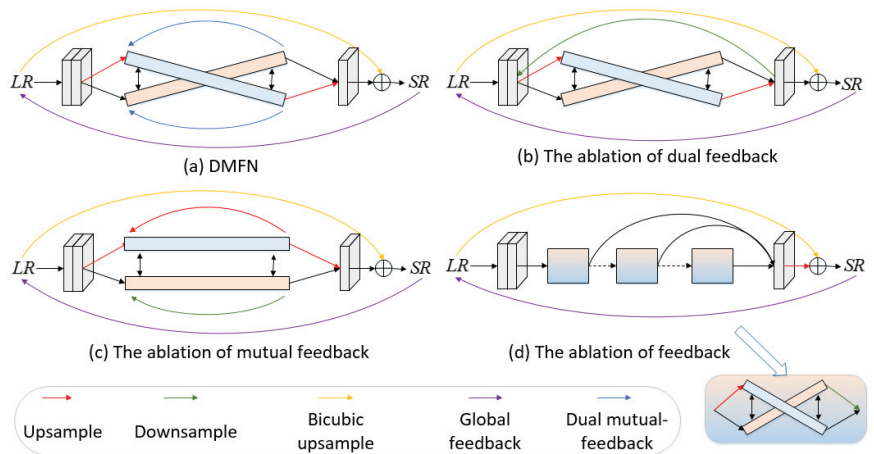 LR
SR
(a) DMFN
LR
SR
(b) The ablation of dual feedback
LR
SR
(c) The ablation of mutual feedback
LR
SR
(d) The ablation of feedback
Upsample
Downsample
Bicubic
upsample
Global
feedback
Dual mutual-
feedback